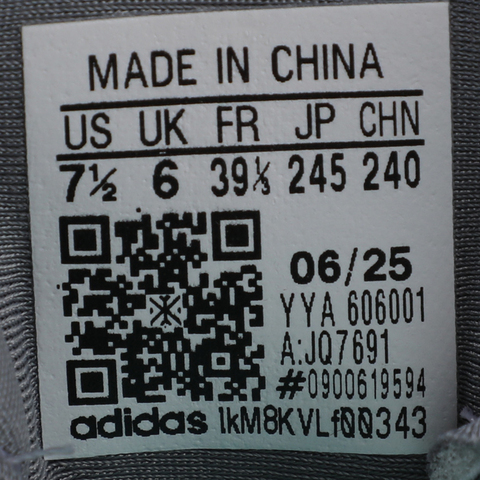 MADE IN CHINA
US UK FR JP CHN
7½ 6 39⅓ 245 240
06/25
YYA 606001
A:JQ7691
#0900619594
adidas lkM8KVLf00343